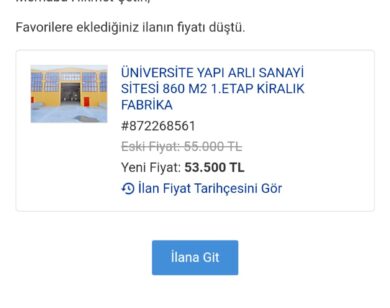 Favorilere eklediğiniz ilanın fiyatı düştü.
ÜNİVERSİTE YAPI ARLI SANAYİ
SİTESİ 860 M2 1.ETAP KİRALIK
FABRİKA
#872268561
Eski Fiyat: 55.000 TL
Yeni Fiyat: 53.500 TL
İlan Fiyat Tarihçesini Gör
İlana Git